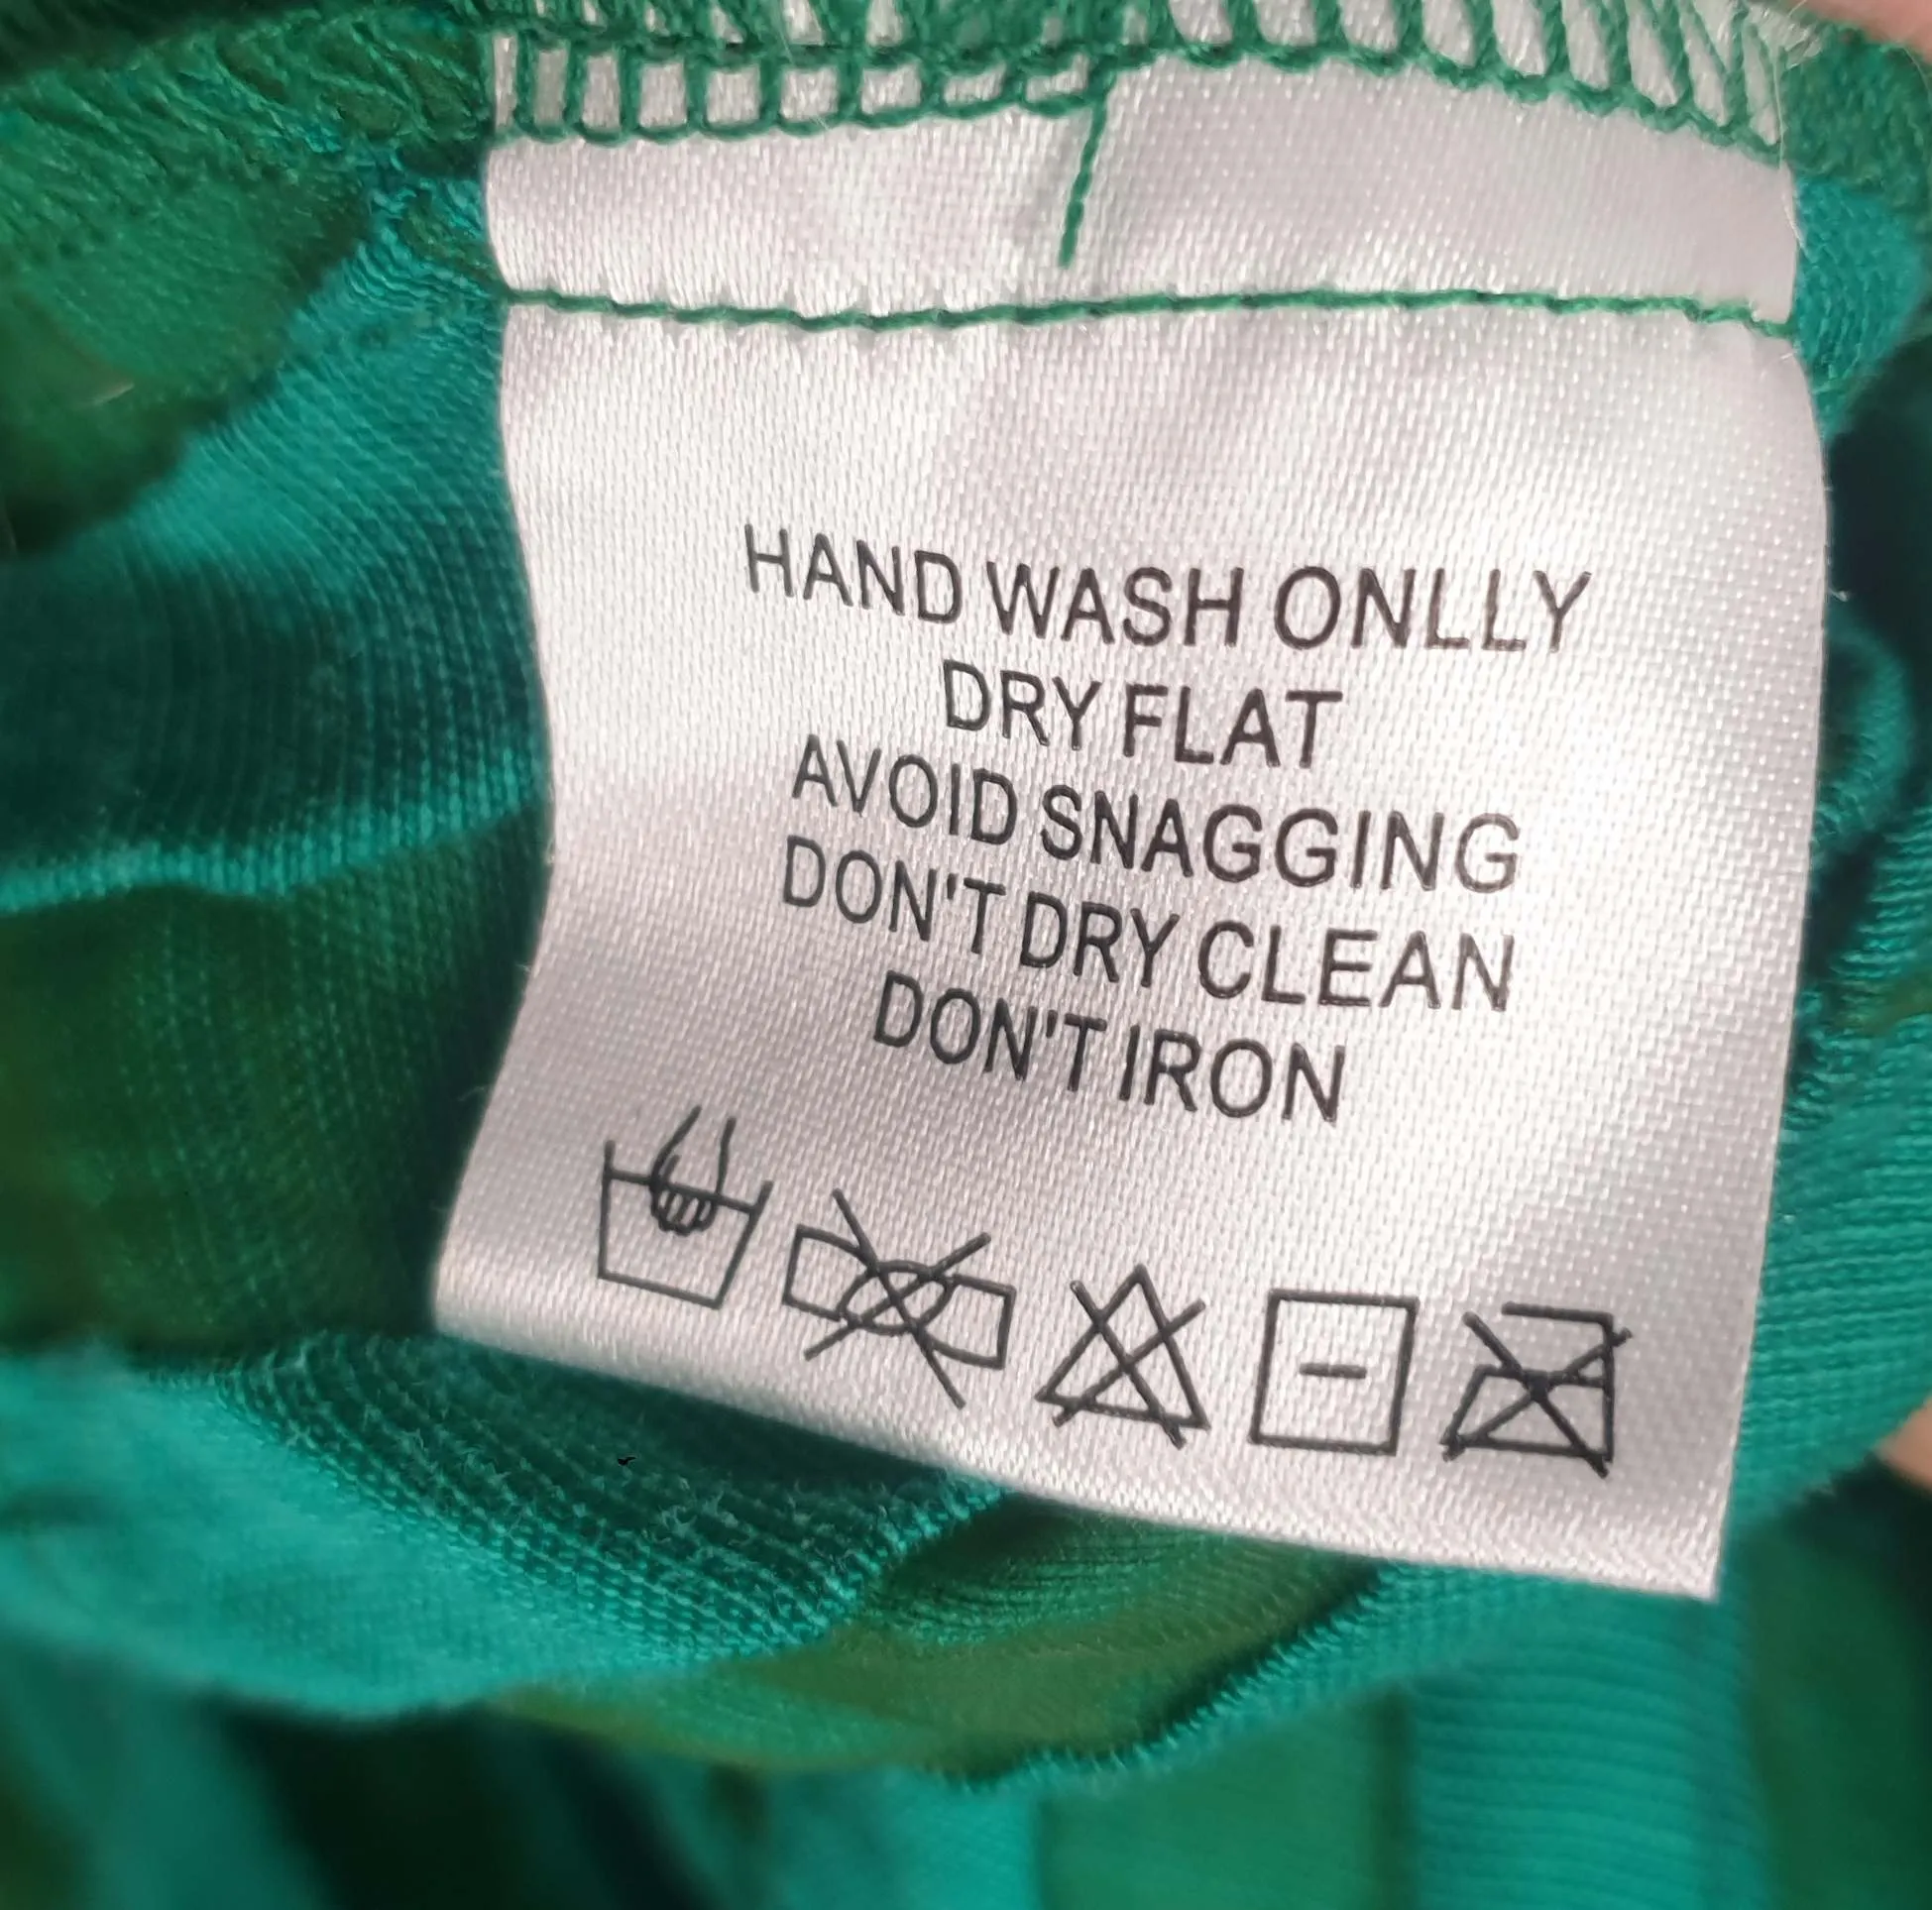 HAND WASH ONLLY
DRY FLAT
AVOID SNAGGING
DON'T DRY CLEAN
DON'T IRON